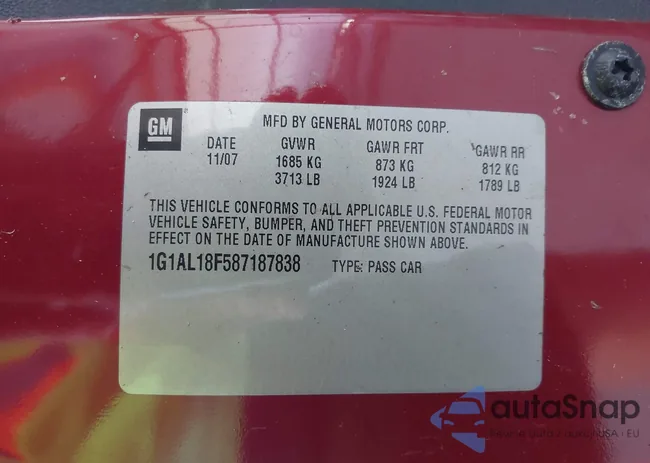 GM
MFD BY GENERAL MOTORS CORP.
DATE GVWR GAWR FRT GAWR RR
11/07 1685 KG 873 KG 812 KG
3713 LB 1924 LB 1789 LB
THIS VEHICLE CONFORMS TO ALL APPLICABLE U.S. FEDERAL MOTOR
VEHICLE SAFETY, BUMPER, AND THEFT PREVENTION STANDARDS IN
EFFECT ON THE DATE OF MANUFACTURE SHOWN ABOVE.
1G1AL18F587187838 TYPE: PASS CAR
autoSnap
USA - EU